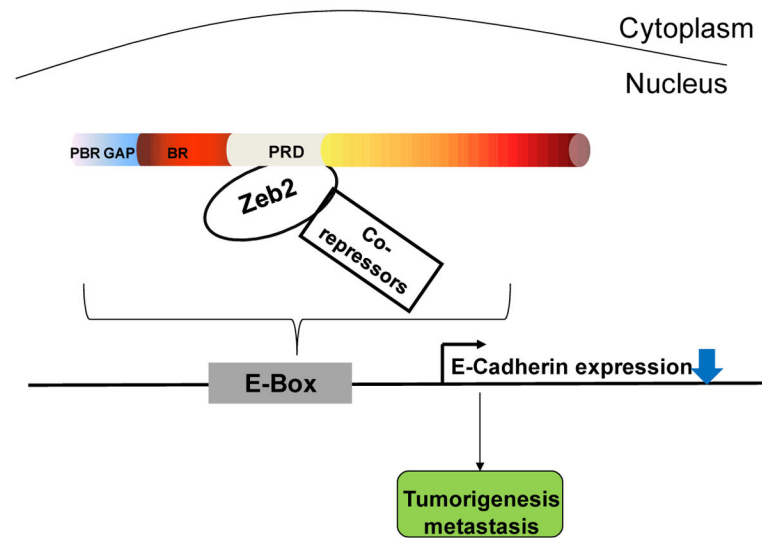 Cytoplasm
Nucleus
PBR GAP BR PRD
Zeb2
Co-
repressors
E-Box
E-Cadherin expression
Tumorigenesis
metastasis